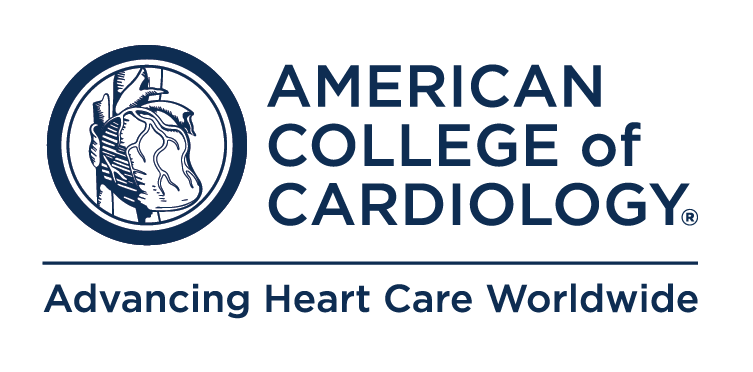 AMERICAN
COLLEGE of
CARDIOLOGY®
Advancing Heart Care Worldwide